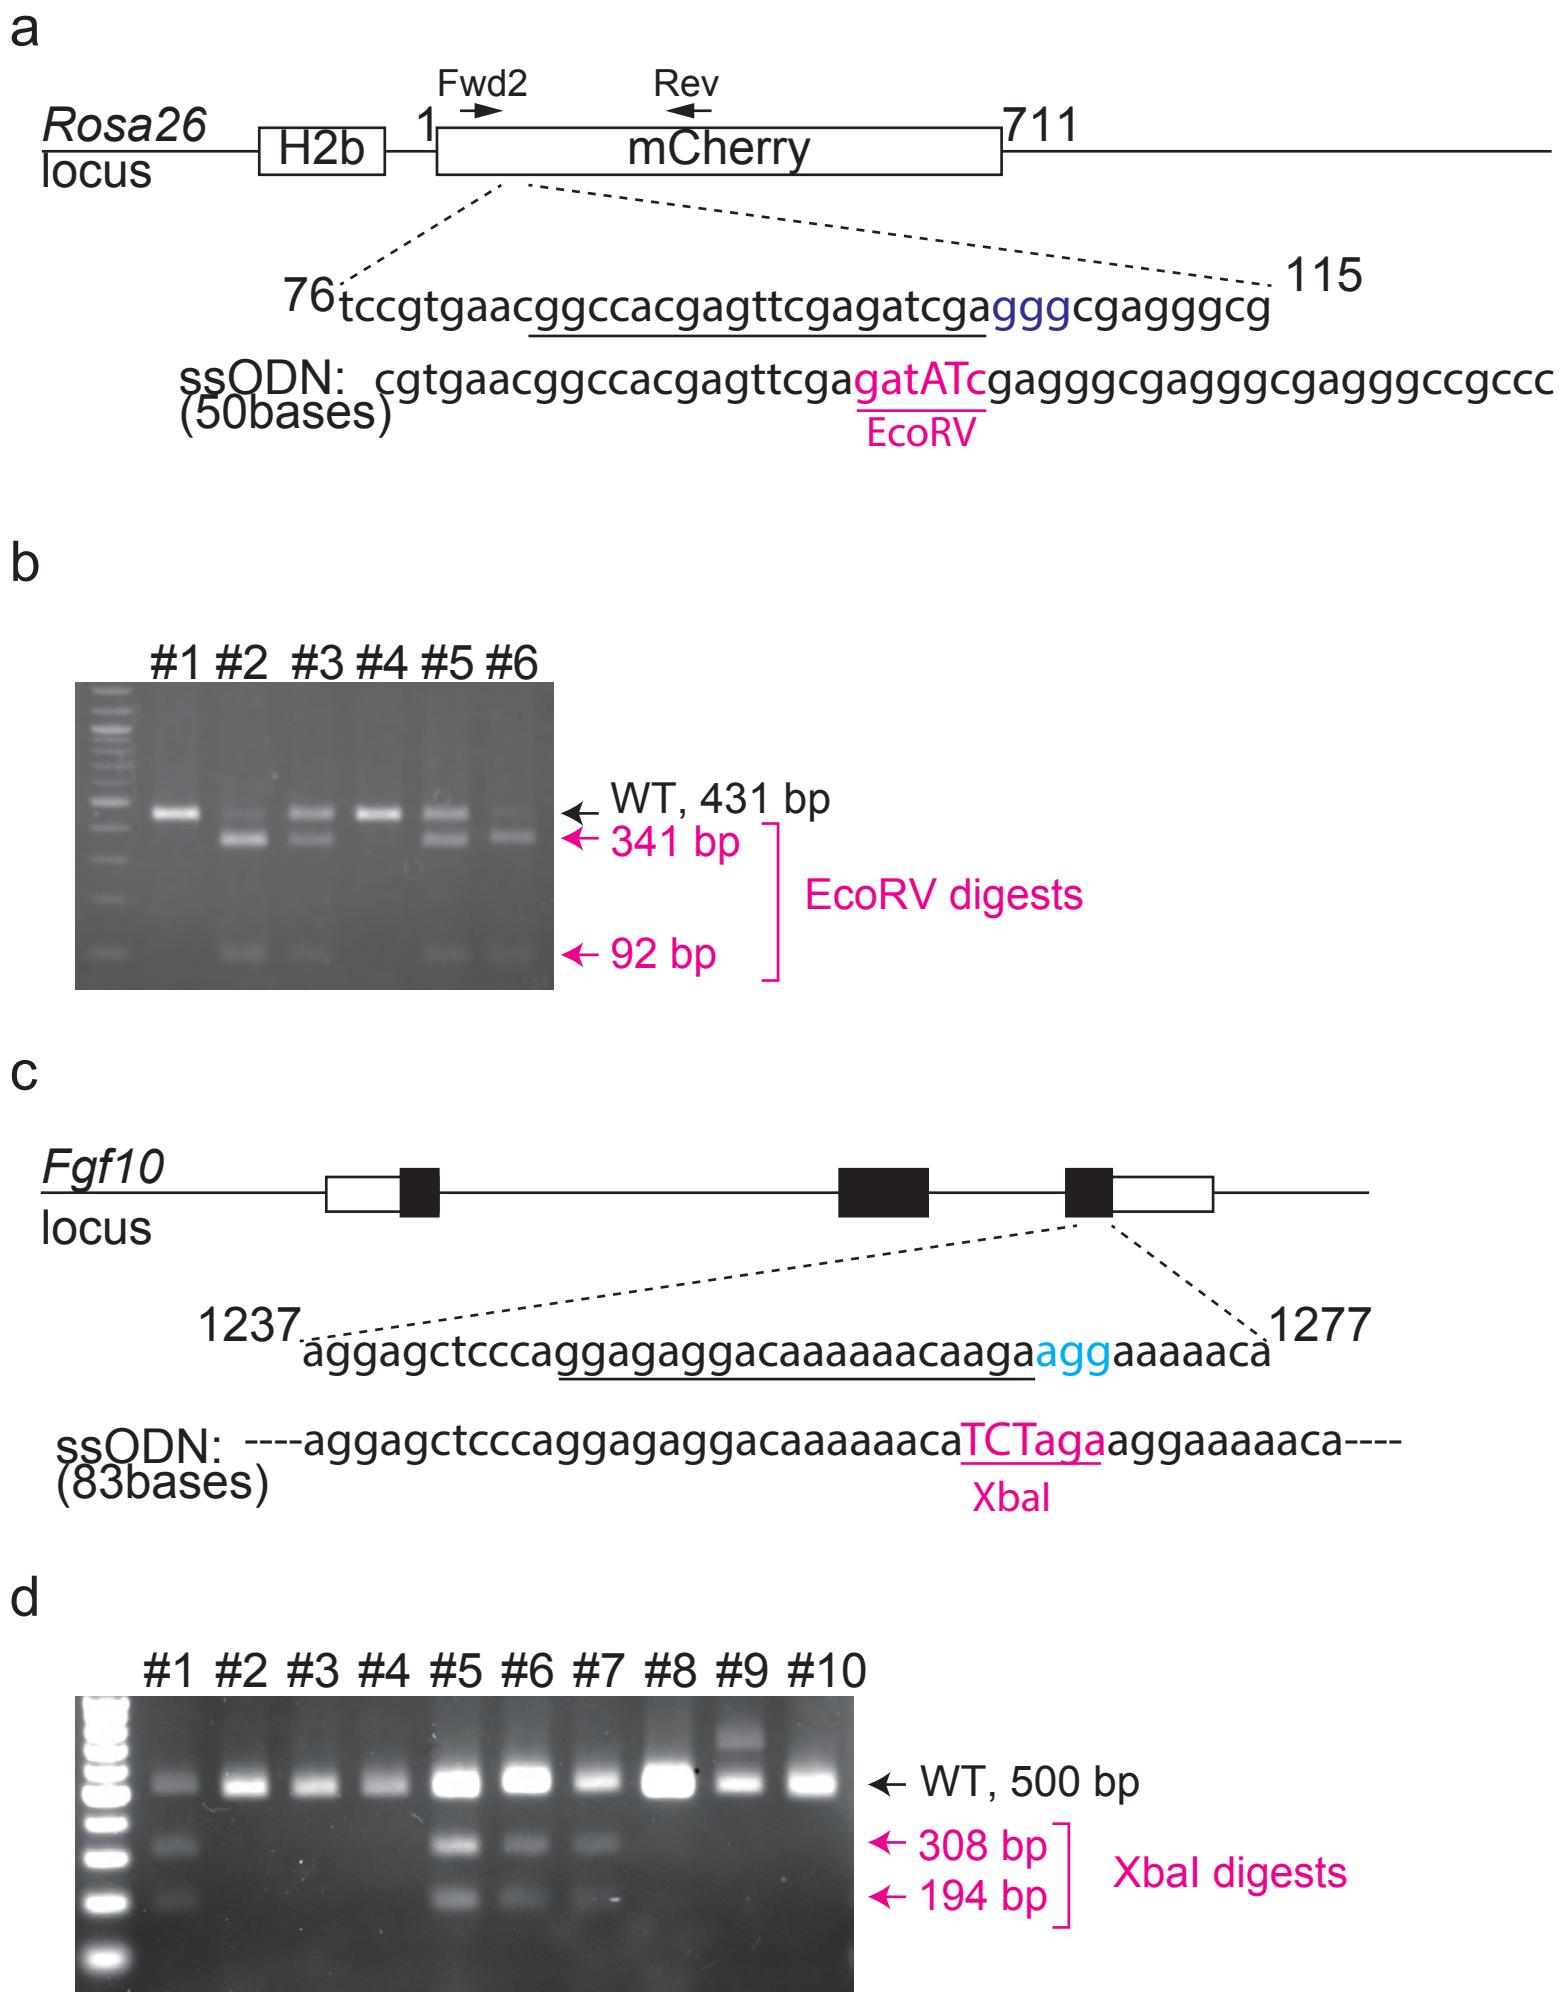 a
Fwd2 Rev
Rosa26 1 711
locus H2b mCherry
76 tccgtgaacggccacgagttcgagatcgagggcgagggcg 115
ssODN: cgtgaacggccacgagttcgagatATcgagggcgagggcgagggccgccc
(50bases) EcoRV
b
#1 #2 #3 #4 #5 #6
WT, 431 bp
341 bp
EcoRV digests
92 bp
c
Fgf10
locus
1237 aggagctcccaggagaggacaaaaaacaagaaggaaaaaca 1277
ssODN: ----aggagctcccaggagaggacaaaaaacaTCTagaaggaaaaaca----
(83bases) XbaI
d
#1 #2 #3 #4 #5 #6 #7 #8 #9 #10
WT, 500 bp
308 bp
XbaI digests
194 bp